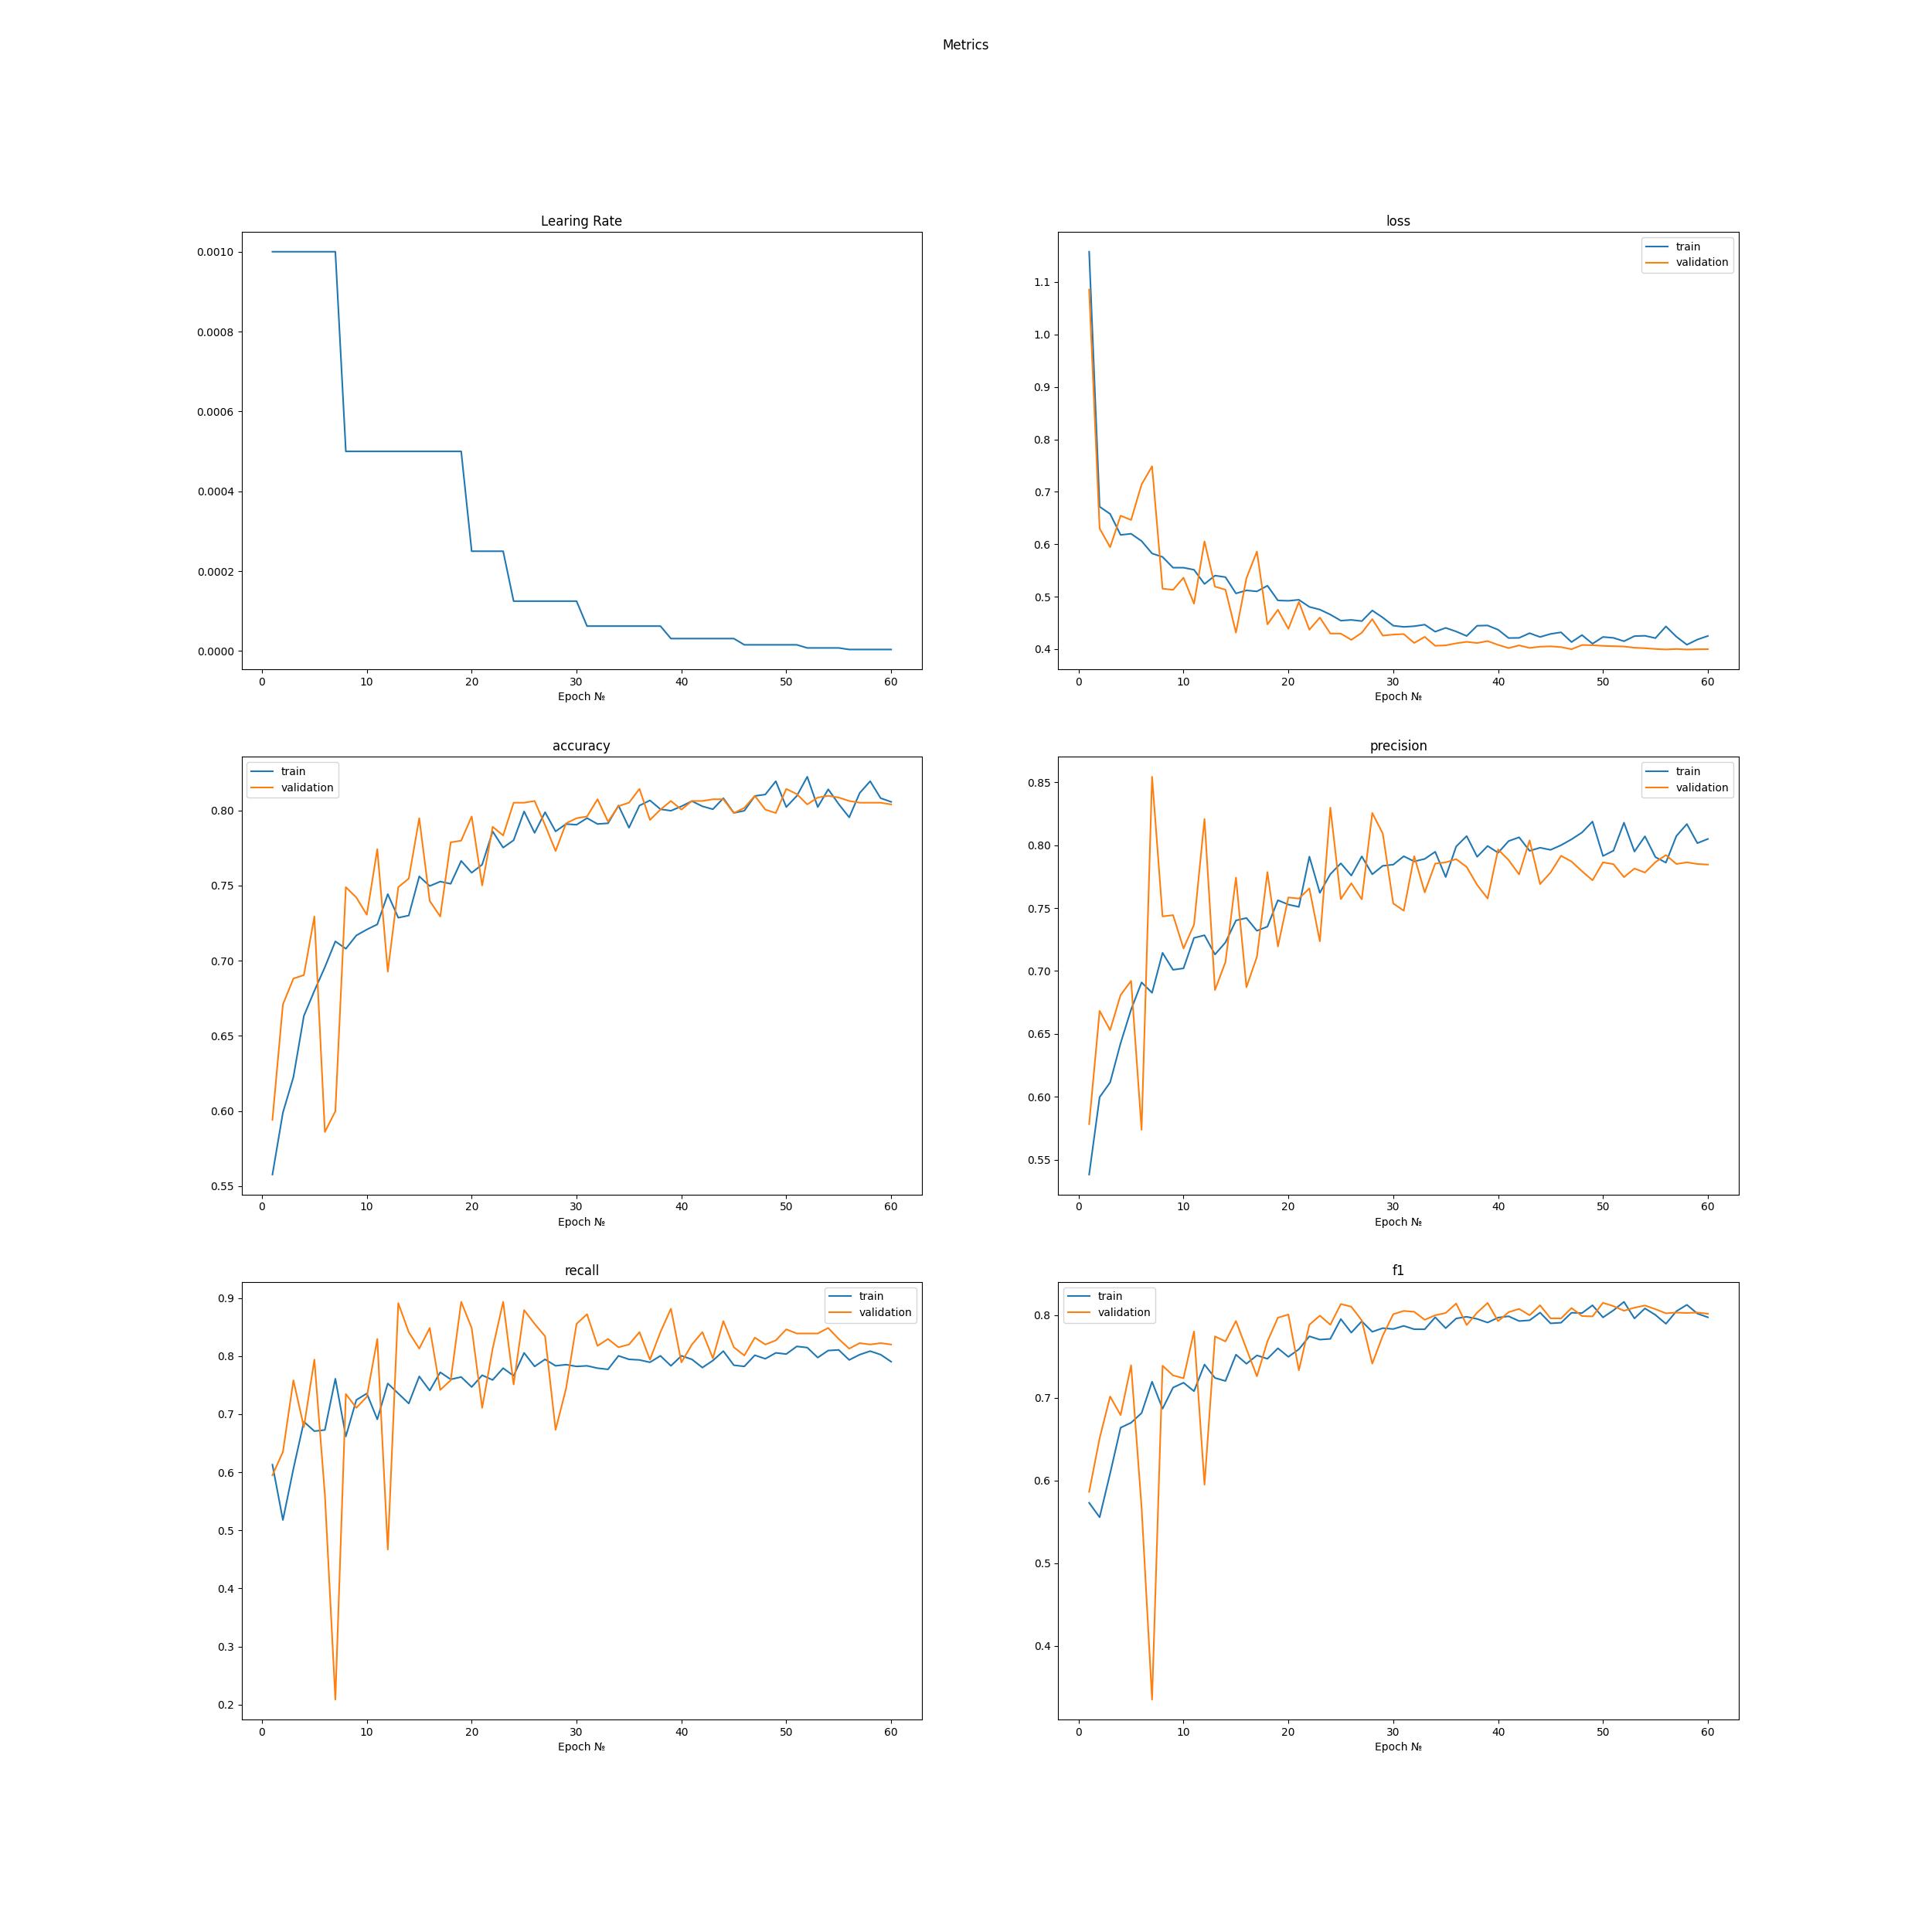 Metrics
Learing Rate
0.0010
0.0008
0.0006
0.0004
0.0002
0.0000
0 10 20 30 40 50 60
Epoch №
loss
train
validation
1.1
1.0
0.9
0.8
0.7
0.6
0.5
0.4
0 10 20 30 40 50 60
Epoch №
accuracy
train
validation
0.80
0.75
0.70
0.65
0.60
0.55
0 10 20 30 40 50 60
Epoch №
precision
train
validation
0.85
0.80
0.75
0.70
0.65
0.60
0.55
0 10 20 30 40 50 60
Epoch №
recall
train
validation
0.9
0.8
0.7
0.6
0.5
0.4
0.3
0.2
0 10 20 30 40 50 60
Epoch №
f1
train
validation
0.8
0.7
0.6
0.5
0.4
0 10 20 30 40 50 60
Epoch №